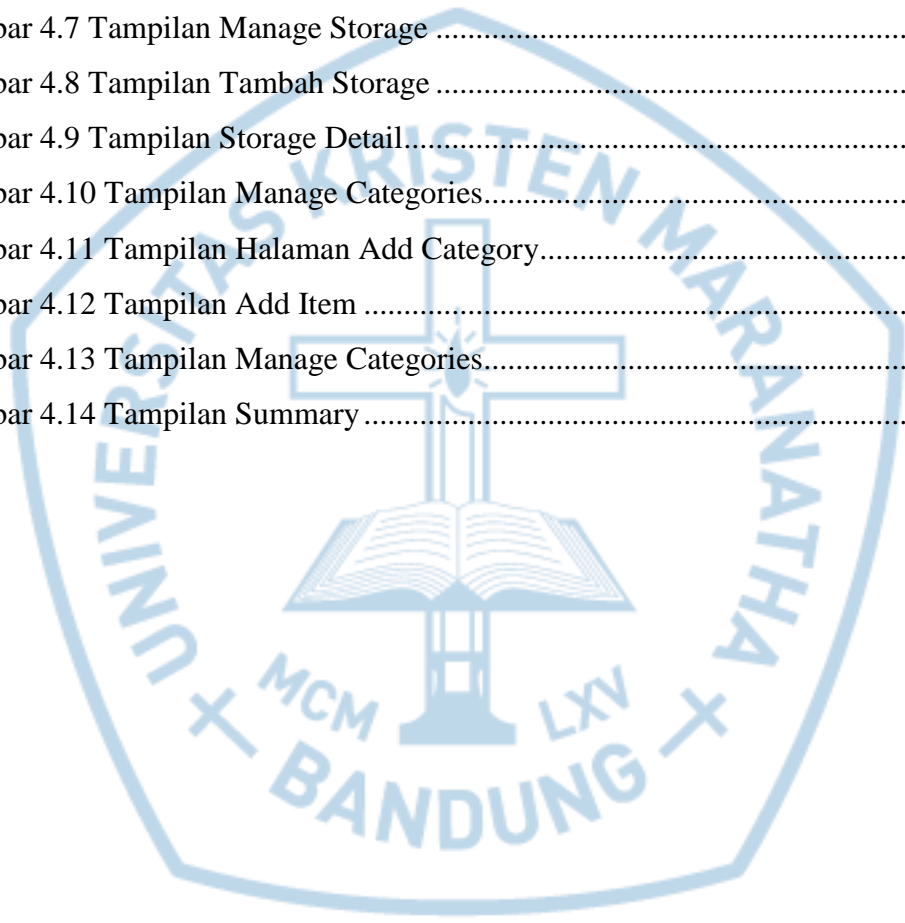 bar 4.7 Tampilan Manage Storage ..........................................................
bar 4.8 Tampilan Tambah Storage ..........................................................
bar 4.9 Tampilan Storage Detail..............................................................
bar 4.10 Tampilan Manage Categories....................................................
bar 4.11 Tampilan Halaman Add Category.............................................
bar 4.12 Tampilan Add Item ...................................................................
bar 4.13 Tampilan Manage Categories....................................................
bar 4.14 Tampilan Summary ...................................................................
UNIVERSITAS KRISTEN MARANATHA
MCM LXV
BANDUNG